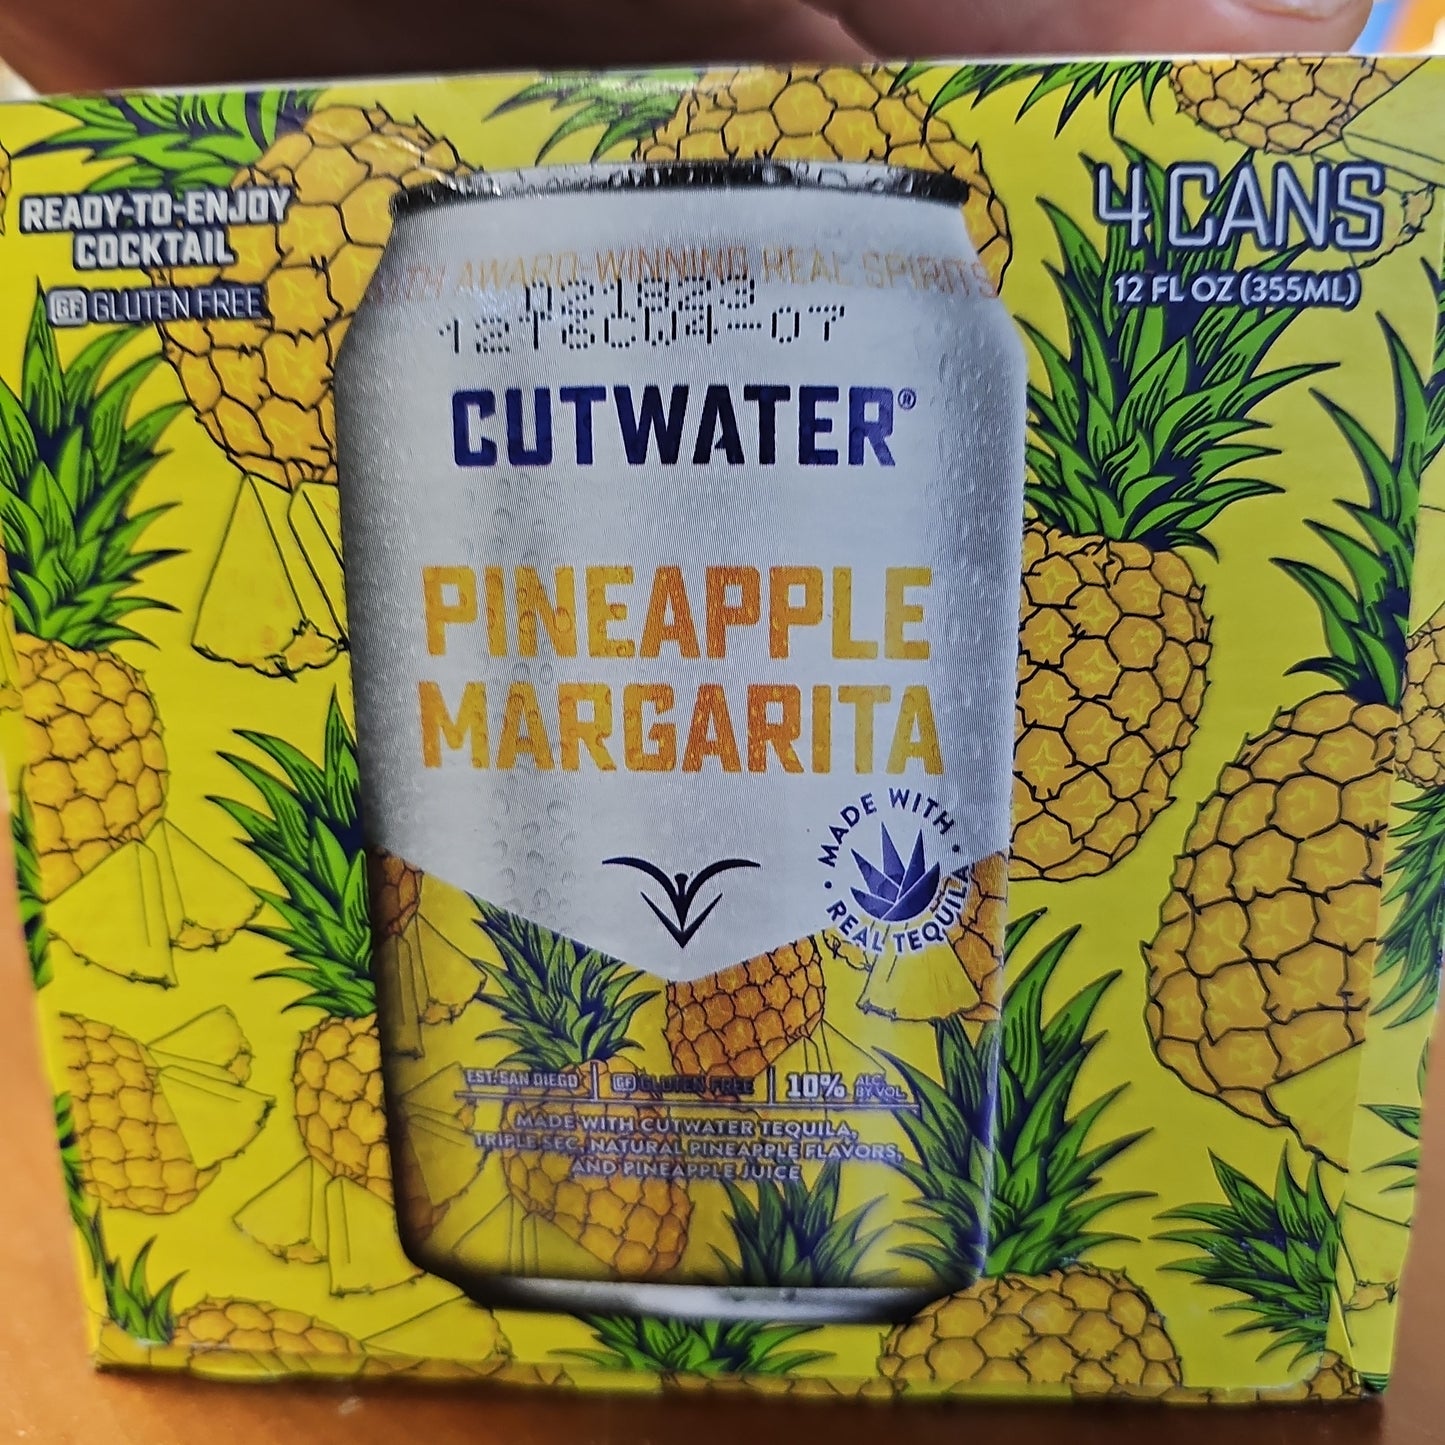 READY-TO-ENJOY
COCKTAIL
GF GLUTEN FREE
4 CANS
12 FL OZ (355ML)
AWARD-WINNING REAL SPIRITS
CUTWATER®
PINEAPPLE
MARGARITA
• MADE WITH •
REAL TEQUILA
EST. SAN DIEGO | GF GLUTEN FREE | 10% ALC. BY VOL.
MADE WITH CUTWATER TEQUILA,
TRIPLE SEC, NATURAL PINEAPPLE FLAVORS,
AND PINEAPPLE JUICE